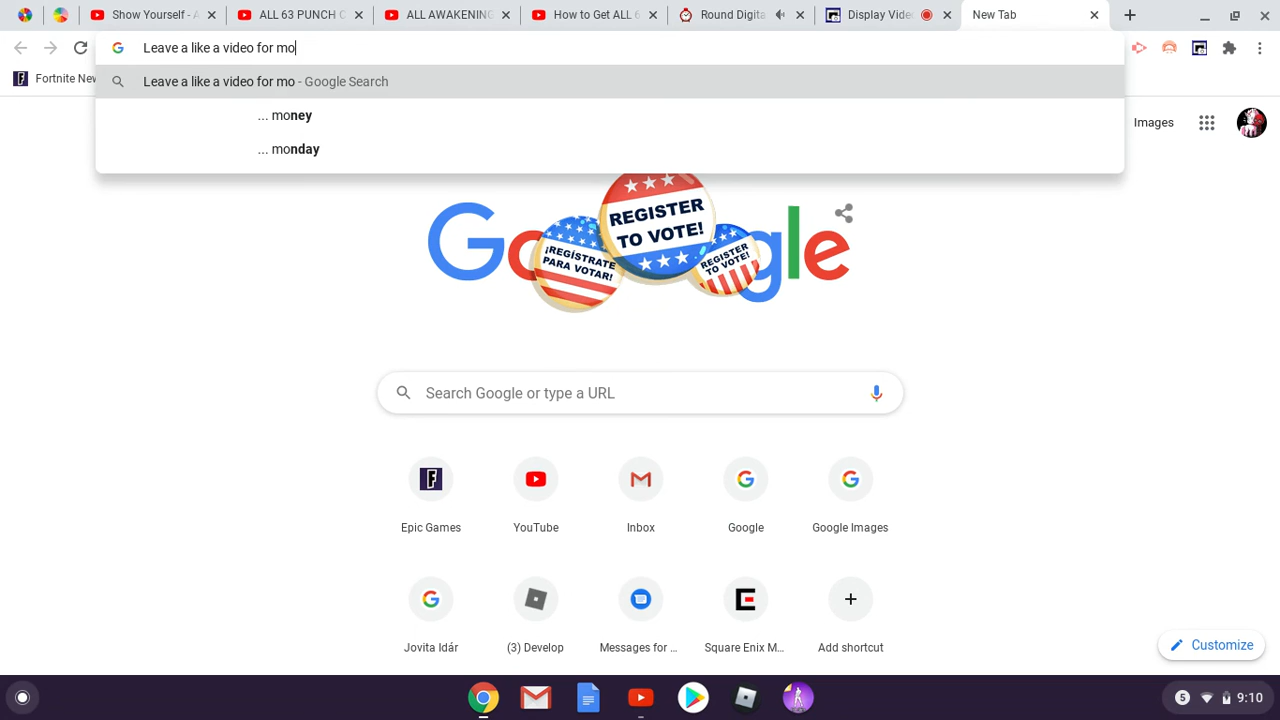 Show Yourself - A
ALL 63 PUNCH C
ALL AWAKENING
How to Get ALL 6
Round Digita
Display Vide
New Tab
Leave a like a video for mo
Fortnite New
Leave a like a video for mo - Google Search
... money
... monday
Images
Google
REGISTER TO VOTE!
¡REGÍSTRATE PARA VOTAR!
REGISTER TO VOTE!
Search Google or type a URL
Epic Games
YouTube
Inbox
Google
Google Images
Jovita Idár
(3) Develop
Messages for ...
Square Enix M...
Add shortcut
Customize
5
9:10